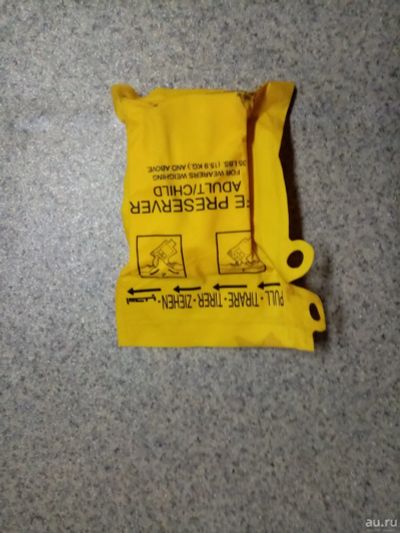 PULL - TIRARE - TIRER - ZIEHEN -
FE PRESERVER
ADULT/CHILD
FOR WEARERS WEIGHING
35 LBS. (15.9 KG.) AND ABOVE
au.ru